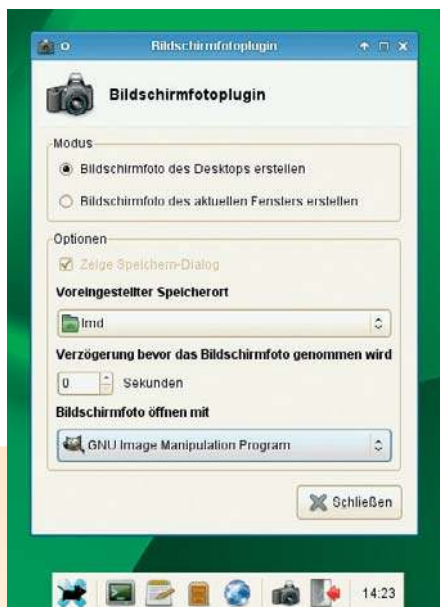 Bildschirmfotoplugin
Bildschirmfotoplugin
Modus
Bildschirmfoto des Desktops erstellen
Bildschirmfoto des aktuellen Fensters erstellen
Optionen
Zeige Speichern-Dialog
Voreingestellter Speicherort
lmd
Verzögerung bevor das Bildschirmfoto genommen wird
0 Sekunden
Bildschirmfoto öffnen mit
GNU Image Manipulation Program
Schließen
14:23